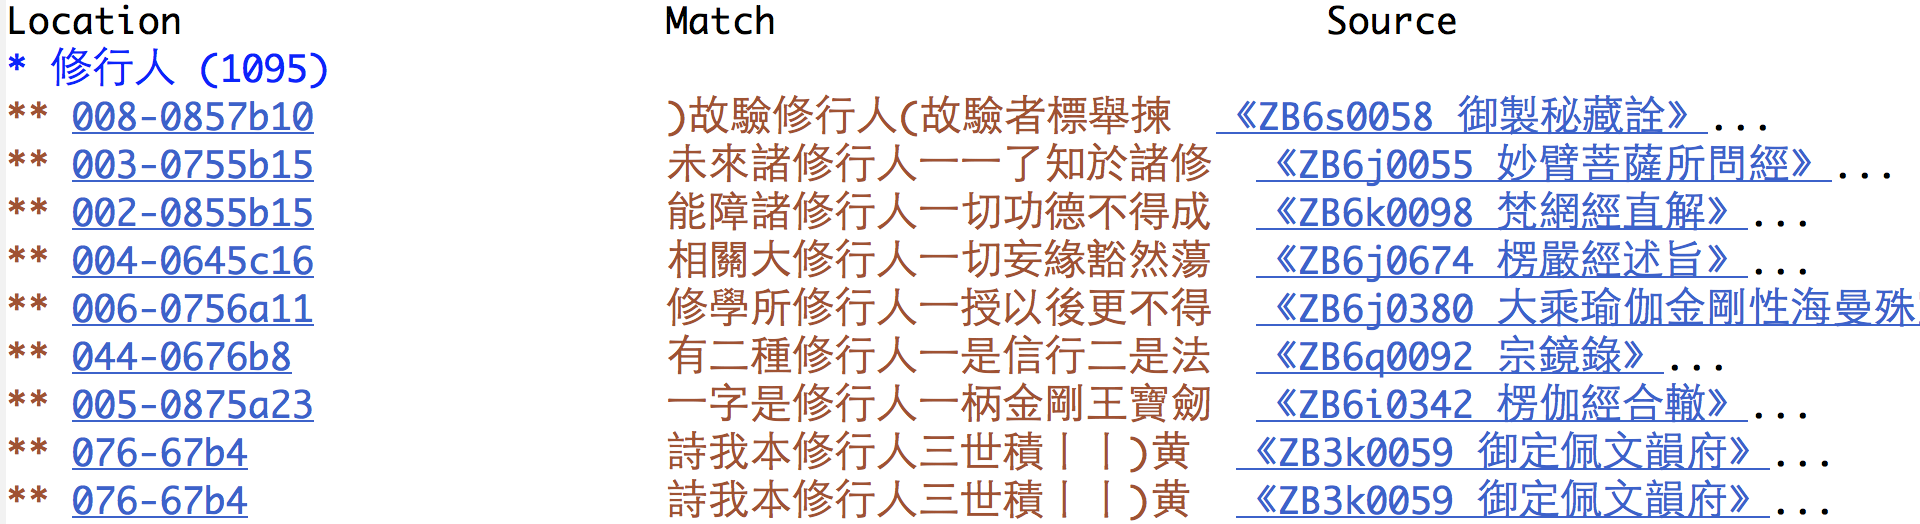 Location Match Source
* 修行人 (1095)
** 008-0857b10 )故驗修行人(故驗者標舉揀 《ZB6s0058 御製秘藏詮》...
** 003-0755b15 未來諸修行人一一了知於諸修 《ZB6j0055 妙臂菩薩所問經》...
** 002-0855b15 能障諸修行人一切功德不得成 《ZB6k0098 梵網經直解》...
** 004-0645c16 相關大修行人一切妄緣豁然蕩 《ZB6j0674 楞嚴經述旨》...
** 006-0756a11 修學所修行人一授以後更不得 《ZB6j0380 大乘瑜伽金剛性海曼殊
** 044-0676b8 有二種修行人一是信行二是法 《ZB6q0092 宗鏡錄》...
** 005-0875a23 一字是修行人一柄金剛王寶劒 《ZB6i0342 楞伽經合轍》...
** 076-67b4 詩我本修行人三世積丨丨)黄 《ZB3k0059 御定佩文韻府》...
** 076-67b4 詩我本修行人三世積丨丨)黄 《ZB3k0059 御定佩文韻府》...